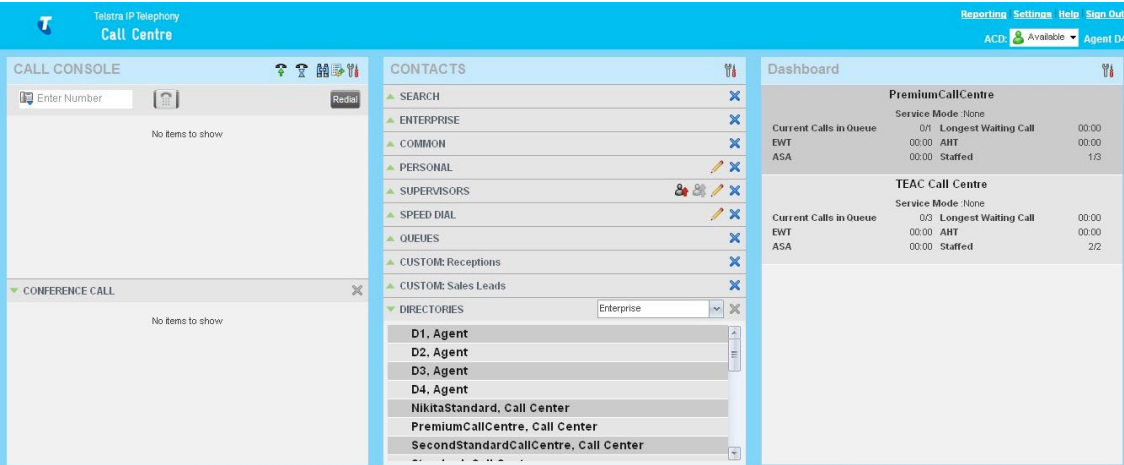 Telstra IP Telephony
Call Centre
Reporting Settings Help Sign Out
ACD: Available Agent D4
CALL CONSOLE
Enter Number
Redial
No items to show
CONFERENCE CALL
No items to show
CONTACTS
SEARCH
ENTERPRISE
COMMON
PERSONAL
SUPERVISORS
SPEED DIAL
QUEUES
CUSTOM: Receptions
CUSTOM: Sales Leads
DIRECTORIES Enterprise
D1, Agent
D2, Agent
D3, Agent
D4, Agent
NikitaStandard, Call Center
PremiumCallCentre, Call Center
SecondStandardCallCentre, Call Center
Dashboard
PremiumCallCentre
Service Mode :None
Current Calls in Queue 0/1 Longest Waiting Call 00:00
EWT 00:00 AHT 00:00
ASA 00:00 Staffed 1/3
TEAC Call Centre
Service Mode :None
Current Calls in Queue 0/3 Longest Waiting Call 00:00
EWT 00:00 AHT 00:00
ASA 00:00 Staffed 2/2